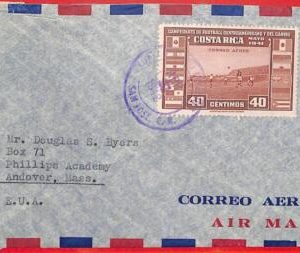 CAMPEONATO DE FOOTBALL CENTROAMERICANO Y DEL CARIBE
COSTA RICA
MAYO
CORREO AEREO
40 CENTIMOS 40
Mr. Douglas S. Byers
Box 71
Phillips Academy
Andover, Mass.
E.U.A.
CORREO AER
AIR MA